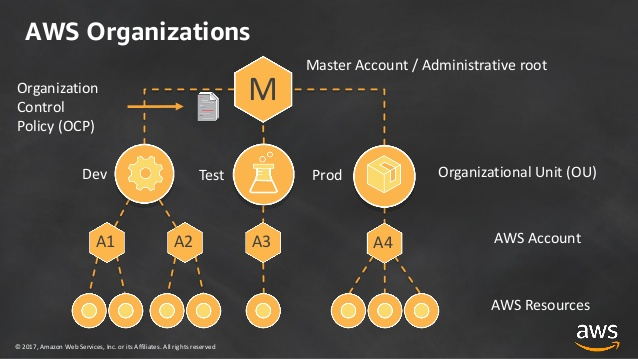 AWS Organizations
Master Account / Administrative root
M
Organization
Control
Policy (OCP)
Dev
Test
Prod
Organizational Unit (OU)
A1
A2
A3
A4
AWS Account
AWS Resources
© 2017, Amazon Web Services, Inc. or its Affiliates. All rights reserved
aws